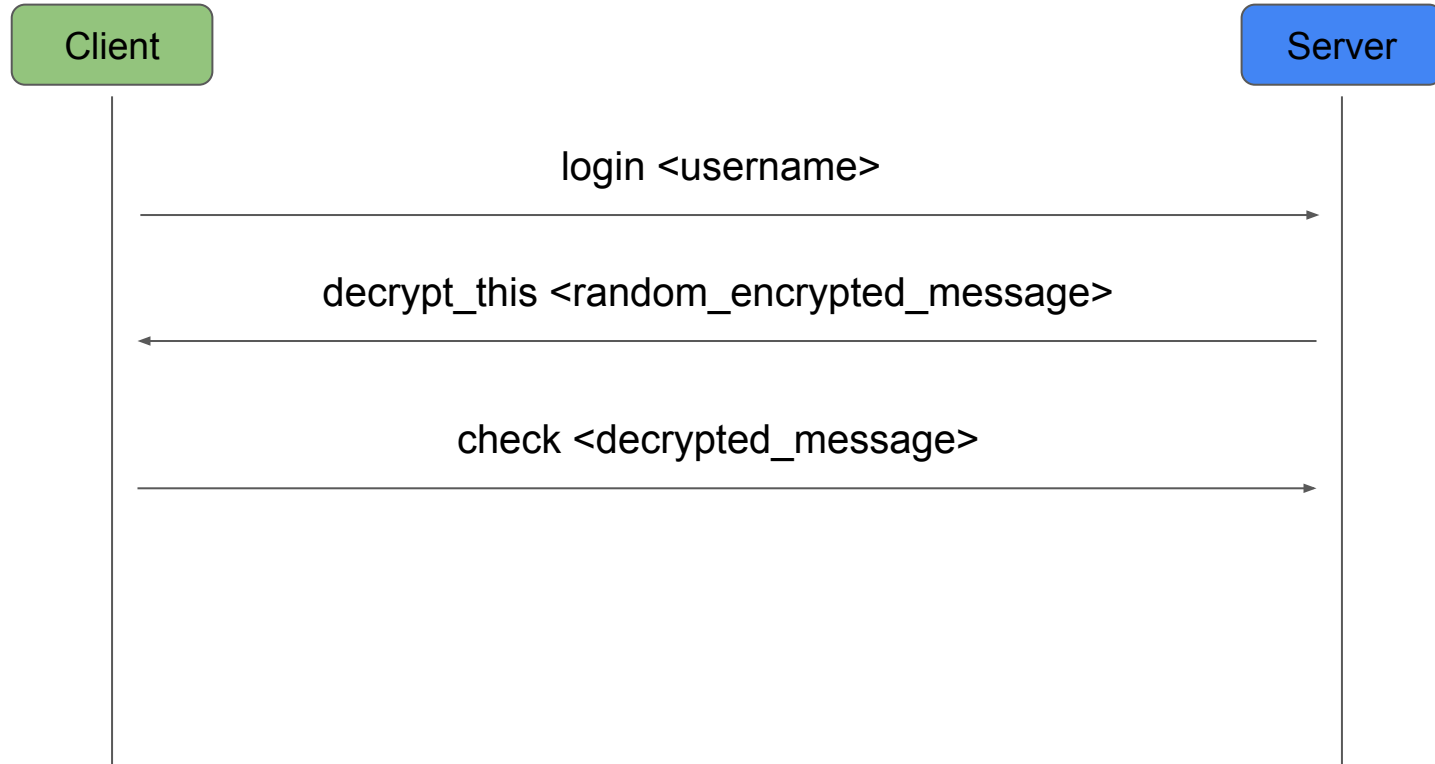 Client
Server
login <username>
decrypt_this <random_encrypted_message>
check <decrypted_message>